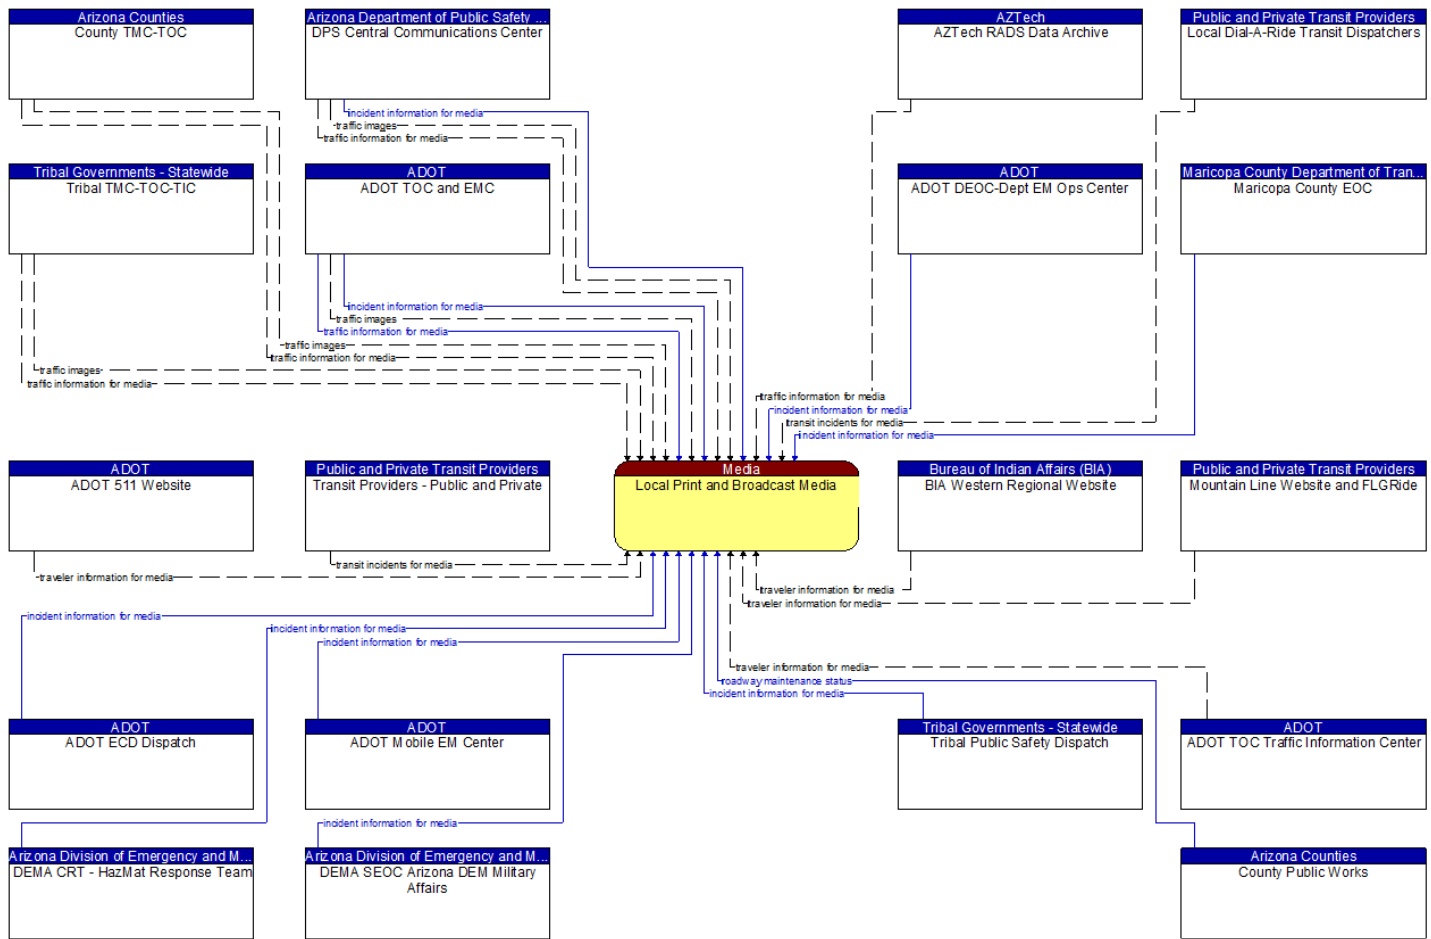 Arizona Counties
County TMC-TOC
Arizona Department of Public Safety ...
DPS Central Communications Center
AZTech
AZTech RADS Data Archive
Public and Private Transit Providers
Local Dial-A-Ride Transit Dispatchers
incident information for media
traffic images
traffic information for media
Tribal Governments - Statewide
Tribal TMC-TOC-TIC
ADOT
ADOT TOC and EMC
ADOT
ADOT DEOC-Dept EM Ops Center
Maricopa County Department of Tran...
Maricopa County EOC
incident information for media
traffic images
traffic information for media
traffic images
traffic information for media
traffic images
traffic information for media
traffic information for media
incident information for media
transit incidents for media
incident information for media
ADOT
ADOT 511 Website
Public and Private Transit Providers
Transit Providers - Public and Private
Media
Local Print and Broadcast Media
Bureau of Indian Affairs (BIA)
BIA Western Regional Website
Public and Private Transit Providers
Mountain Line Website and FLGRide
transit incidents for media
traveler information for media
traveler information for media
traveler information for media
incident information for media
incident information for media
incident information for media
traveler information for media
roadway maintenance status
incident information for media
ADOT
ADOT ECD Dispatch
ADOT
ADOT Mobile EM Center
Tribal Governments - Statewide
Tribal Public Safety Dispatch
ADOT
ADOT TOC Traffic Information Center
incident information for media
Arizona Division of Emergency and M...
DEMA CRT - HazMat Response Team
Arizona Division of Emergency and M...
DEMA SEOC Arizona DEM Military
Affairs
Arizona Counties
County Public Works